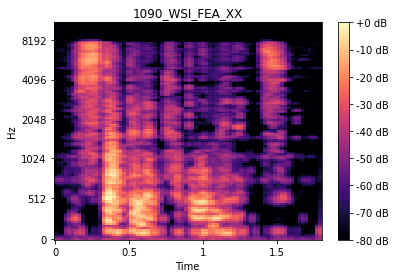 1090_WSI_FEA_XX
+0 dB
8192
-10 dB
4096
-20 dB
-30 dB
2048
Hz
-40 dB
1024
-50 dB
512
-60 dB
-70 dB
0
-80 dB
0
0.5
1
1.5
Time